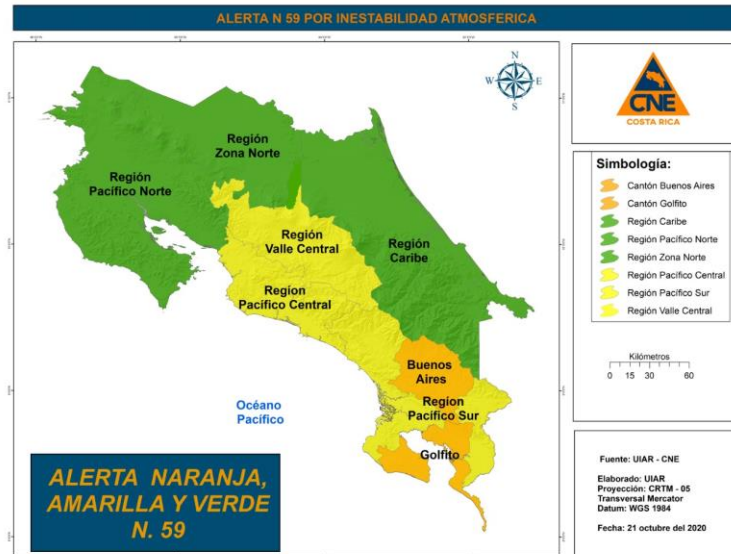 ALERTA N 59 POR INESTABILIDAD ATMOSFERICA
N
W
E
S
Región
Zona Norte
Región
Pacífico Norte
Región
Valle Central
Región
Caribe
Región
Pacífico Central
Buenos
Aires
Región
Pacífico Sur
Golfito
Océano
Pacífico
ALERTA NARANJA,
AMARILLA Y VERDE
N. 59
CNE
COSTA RICA
Simbología:
Cantón Buenos Aires
Cantón Golfito
Región Caribe
Región Pacífico Norte
Región Zona Norte
Región Pacífico Central
Región Pacífico Sur
Región Valle Central
Kilómetros
0 15 30 60
Fuente: UIAR - CNE
Elaborado: UIAR
Proyección: CRTM - 05
Transversal Mercator
Datum: WGS 1984
Fecha: 21 octubre del 2020